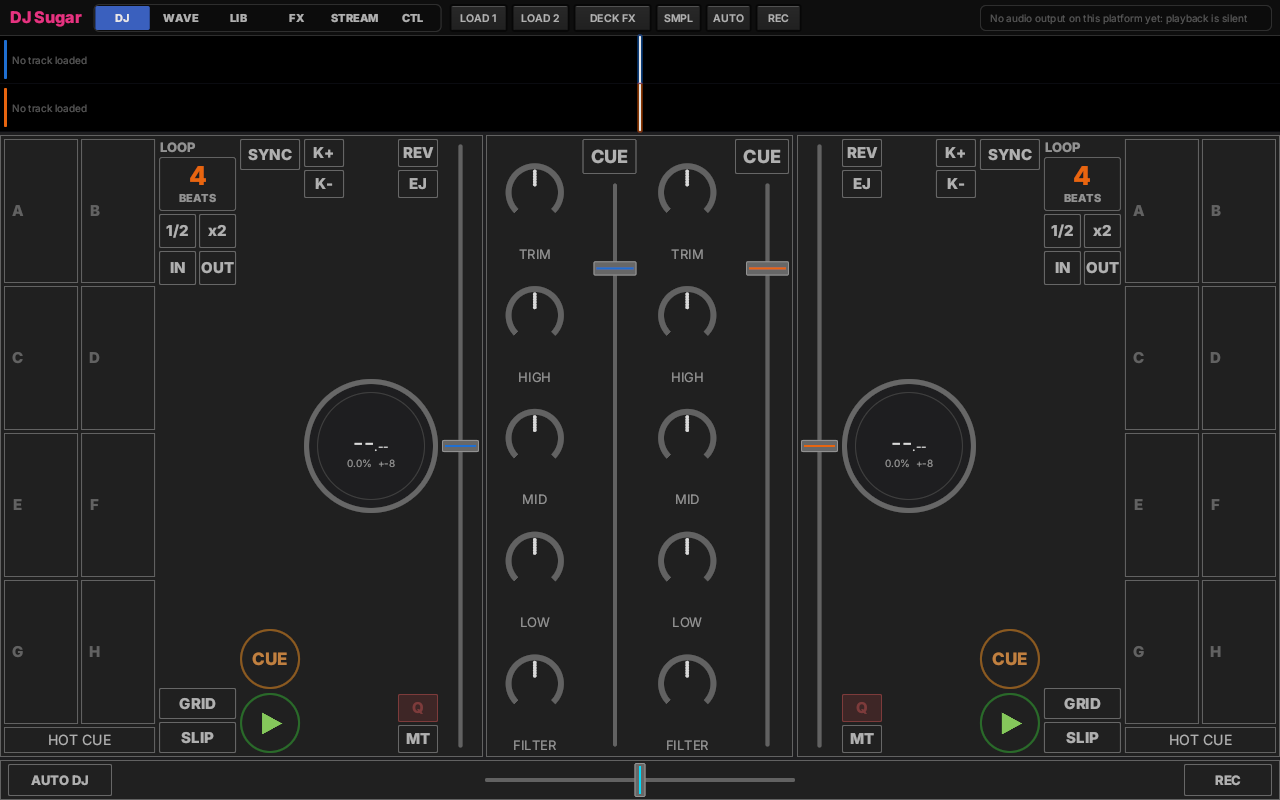 DJ Sugar DJ WAVE LIB FX STREAM CTL LOAD 1 LOAD 2 DECK FX SMPL AUTO REC No audio output on this platform yet: playback is silent
No track loaded
No track loaded
A B LOOP 4 BEATS SYNC K+ REV CUE CUE REV K+ SYNC LOOP 4 BEATS A B
K- EJ EJ K-
1/2 x2 1/2 x2
TRIM TRIM
IN OUT IN OUT
C D C D
HIGH HIGH
--.-- --.--
0.0% +-8 0.0% +-8
MID MID
E F E F
LOW LOW
G H CUE CUE G H
GRID Q Q GRID
HOT CUE SLIP MT FILTER FILTER MT SLIP HOT CUE
AUTO DJ REC